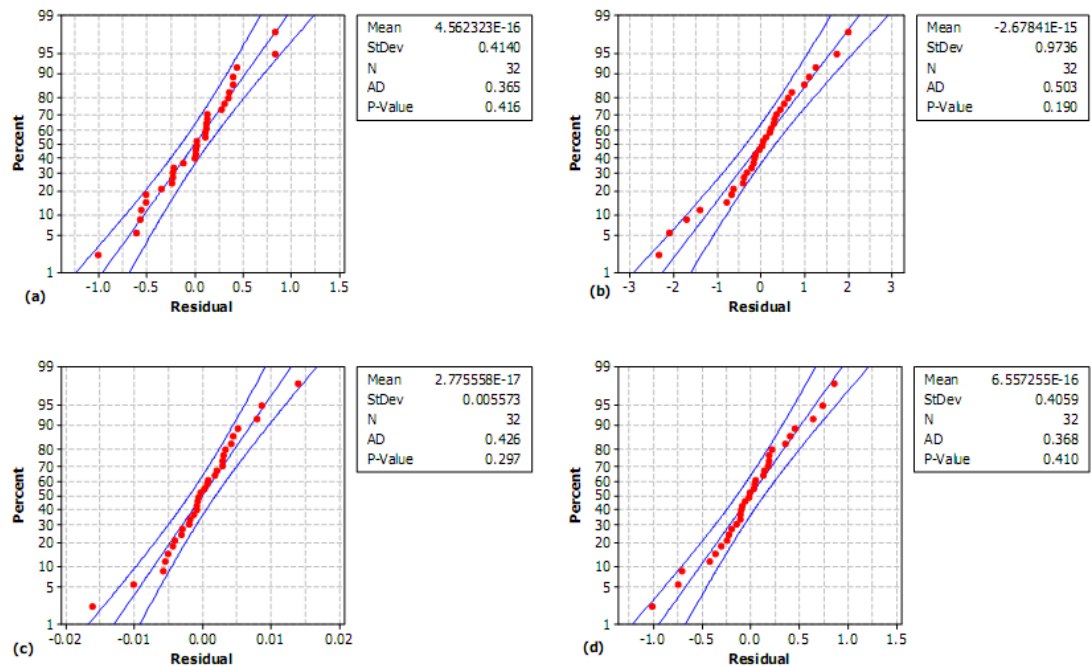 99
95
90
80
70
60
50
40
30
20
10
5
1
Percent
-1.0
-0.5
0.0
0.5
1.0
1.5
Residual
(a)
Mean 4.562323E-16
StDev 0.4140
N 32
AD 0.365
P-Value 0.416
99
95
90
80
70
60
50
40
30
20
10
5
1
Percent
-3
-2
-1
0
1
2
3
Residual
(b)
Mean -2.67841E-15
StDev 0.9736
N 32
AD 0.503
P-Value 0.190
99
95
90
80
70
60
50
40
30
20
10
5
1
Percent
-0.02
-0.01
0.00
0.01
0.02
Residual
(c)
Mean 2.775558E-17
StDev 0.005573
N 32
AD 0.426
P-Value 0.297
99
95
90
80
70
60
50
40
30
20
10
5
1
Percent
-1.0
-0.5
0.0
0.5
1.0
1.5
Residual
(d)
Mean 6.557255E-16
StDev 0.4059
N 32
AD 0.368
P-Value 0.410